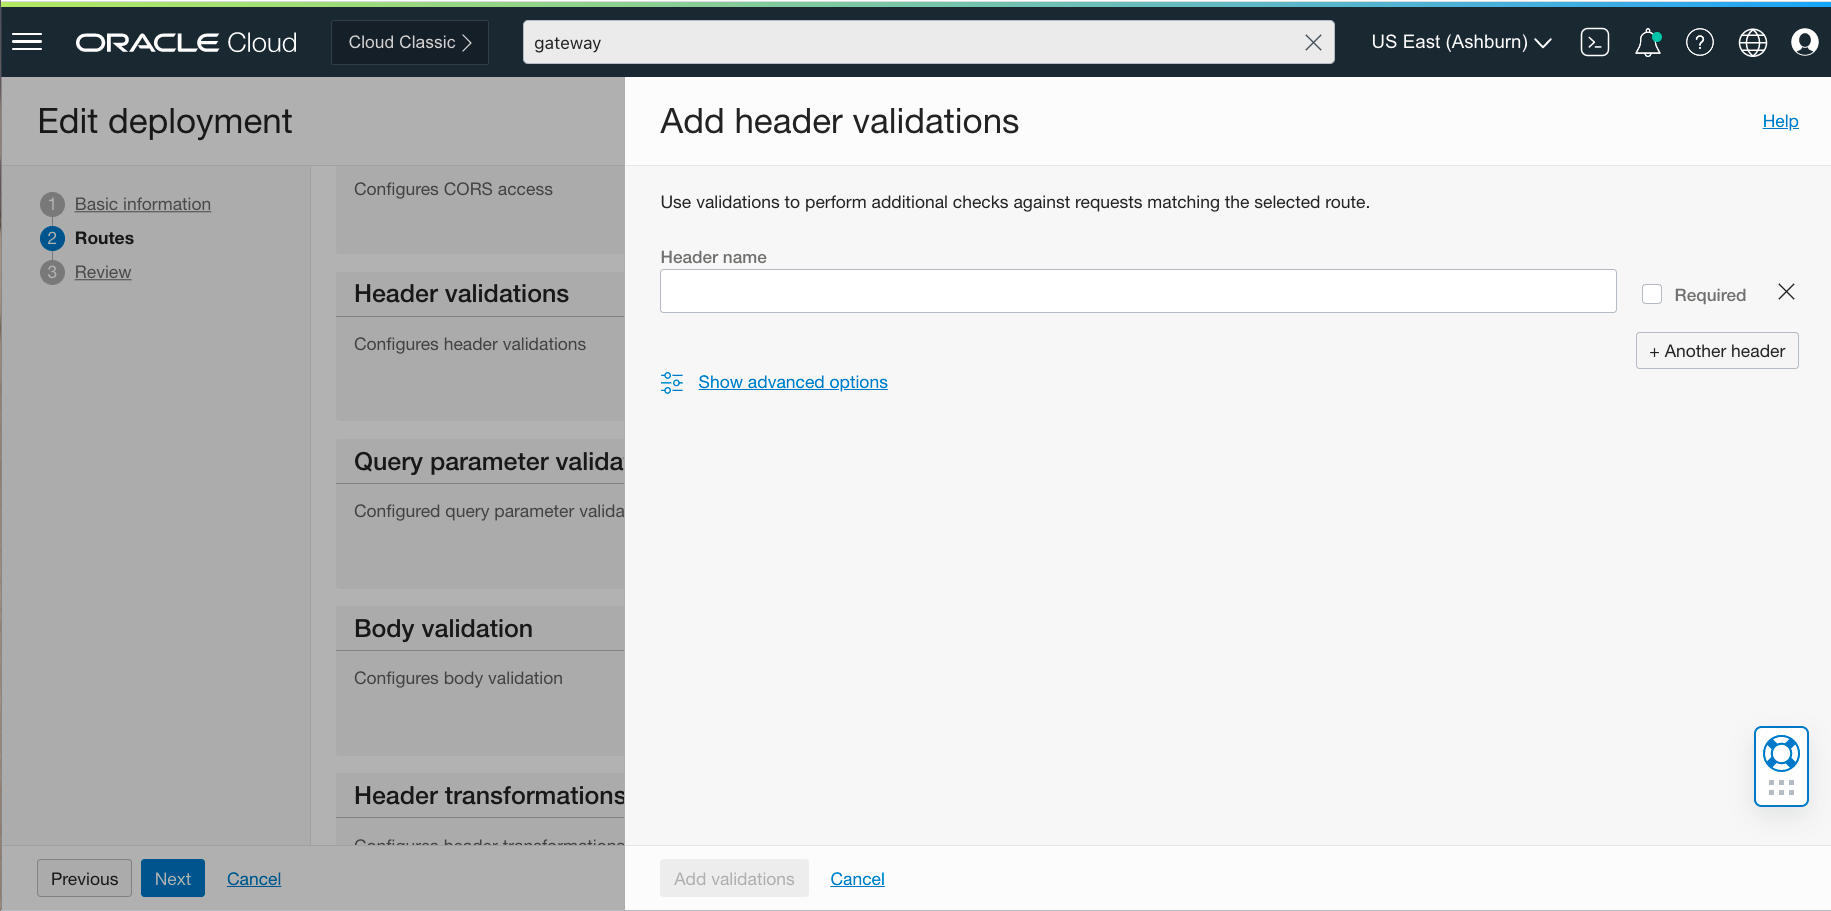 ORACLE Cloud
Cloud Classic
gateway
US East (Ashburn)
Edit deployment
1 Basic information
2 Routes
3 Review
Configures CORS access
Header validations
Configures header validations
Query parameter valida
Configured query parameter valida
Body validation
Configures body validation
Header transformations
Configures header transformations
Previous
Next
Cancel
Add header validations
Help
Use validations to perform additional checks against requests matching the selected route.
Header name
Required
+ Another header
Show advanced options
Add validations
Cancel